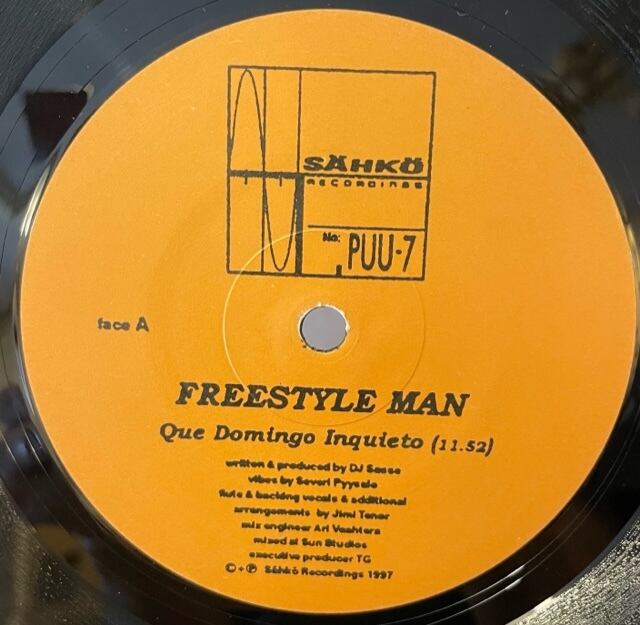 SÄHKÖ
RECORDINGS
No: PUU-7
face A
FREESTYLE MAN
Que Domingo Inquieto (11.52)
written & produced by DJ Sasse
vibes by Severi Pyysalo
flute & backing vocals & additional
arrangements by Jimi Tenor
mix engineer Ari Vaahtera
mixed at Sun Studios
executive producer TG
©+℗ Sähkö Recordings 1997